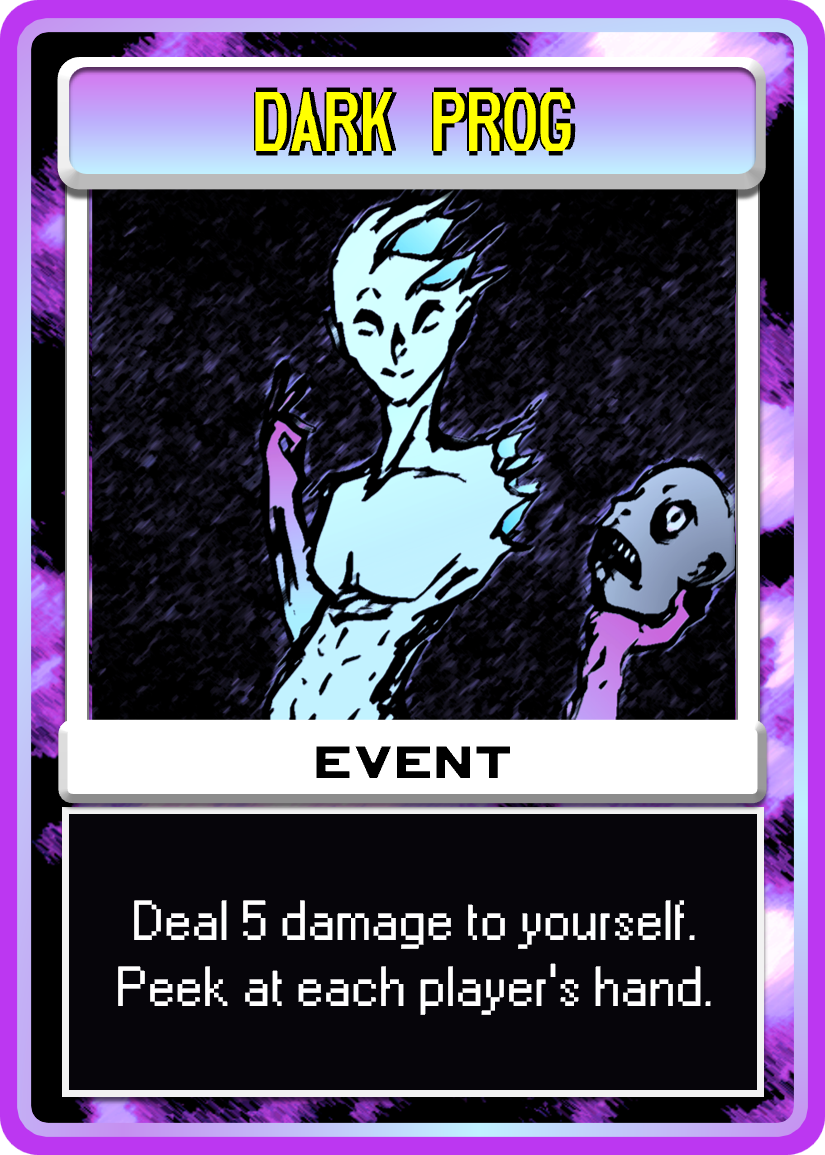 DARK PROG
EVENT
Deal 5 damage to yourself.
Peek at each player's hand.